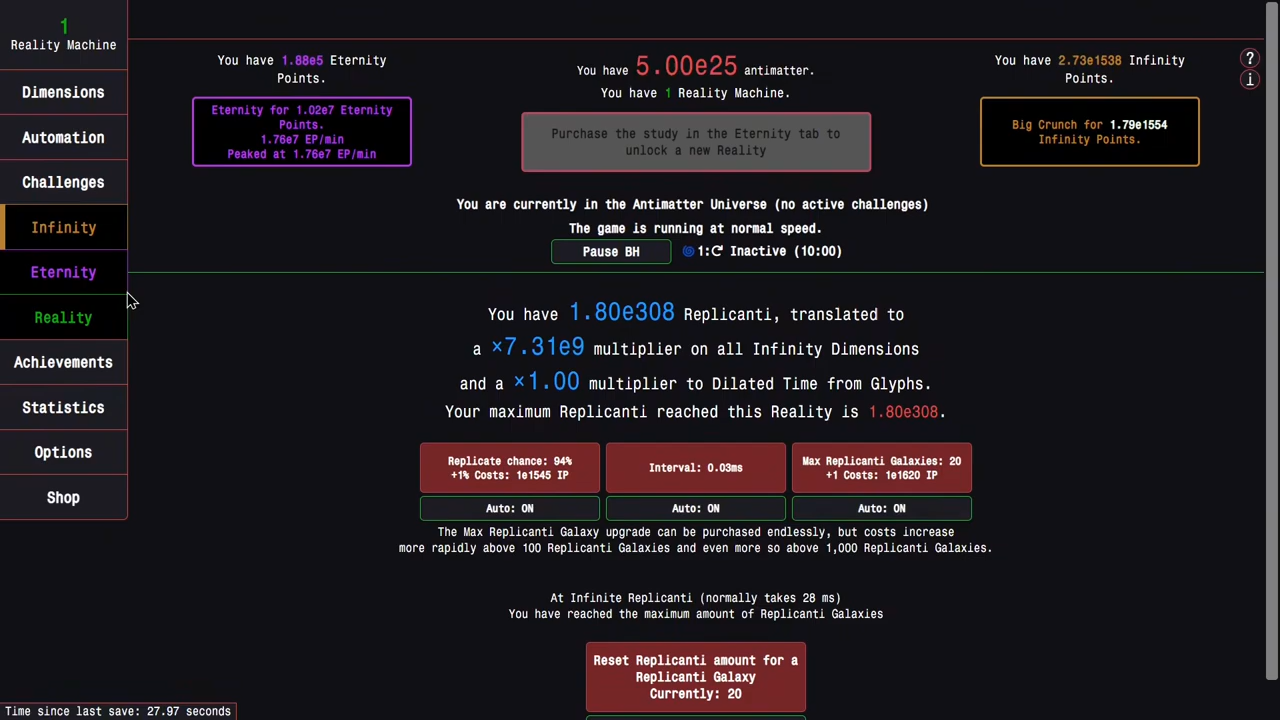 1
Reality Machine
Dimensions
Automation
Challenges
Infinity
Eternity
Reality
Achievements
Statistics
Options
Shop
You have 1.88e5 Eternity
Points.
Eternity for 1.02e7 Eternity
Points.
1.76e7 EP/min
Peaked at 1.76e7 EP/min
You have 5.00e25 antimatter.
You have 1 Reality Machine.
Purchase the study in the Eternity tab to
unlock a new Reality
You have 2.73e1538 Infinity
Points.
Big Crunch for 1.79e1554
Infinity Points.
?
i
You are currently in the Antimatter Universe (no active challenges)
The game is running at normal speed.
Pause BH
1: Inactive (10:00)
You have 1.80e308 Replicanti, translated to
a ×7.31e9 multiplier on all Infinity Dimensions
and a ×1.00 multiplier to Dilated Time from Glyphs.
Your maximum Replicanti reached this Reality is 1.80e308.
Replicate chance: 94%
+1% Costs: 1e1545 IP
Interval: 0.03ms
Max Replicanti Galaxies: 20
+1 Costs: 1e1620 IP
Auto: ON
Auto: ON
Auto: ON
The Max Replicanti Galaxy upgrade can be purchased endlessly, but costs increase
more rapidly above 100 Replicanti Galaxies and even more so above 1,000 Replicanti Galaxies.
At Infinite Replicanti (normally takes 28 ms)
You have reached the maximum amount of Replicanti Galaxies
Reset Replicanti amount for a
Replicanti Galaxy
Currently: 20
Time since last save: 27.97 seconds